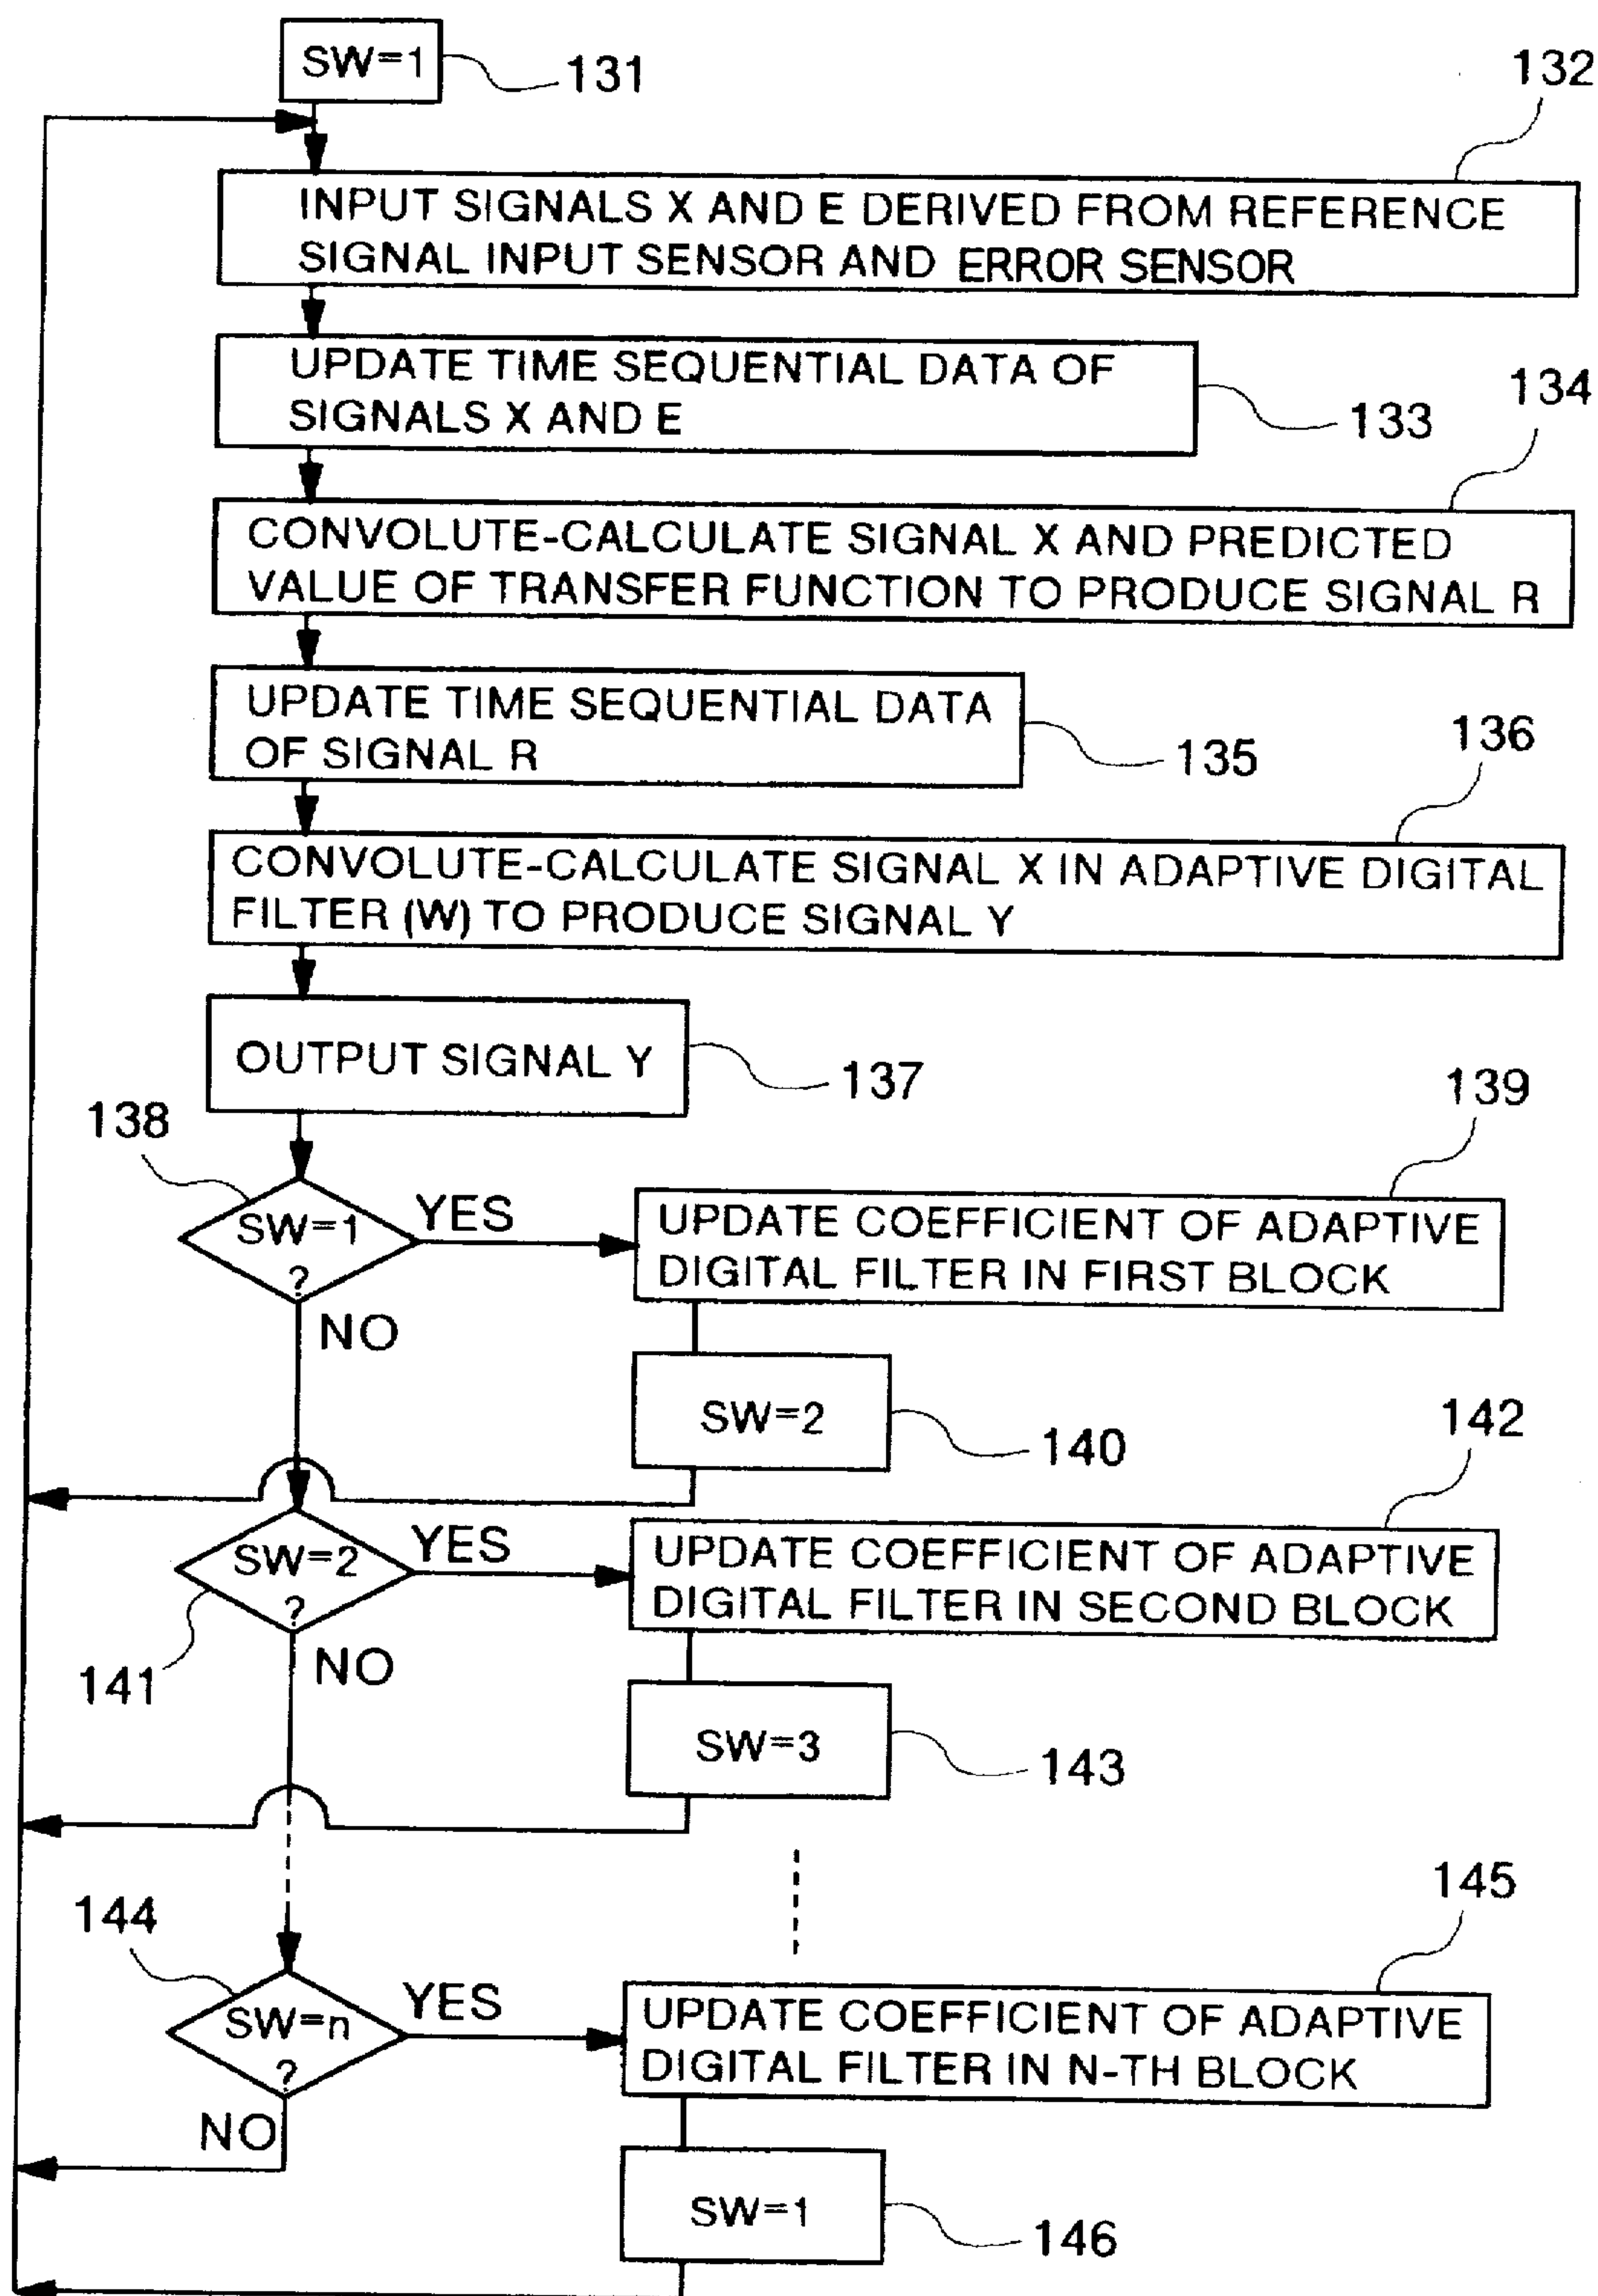 SW=1
131
132
INPUT SIGNALS X AND E DERIVED FROM REFERENCE
SIGNAL INPUT SENSOR AND ERROR SENSOR
UPDATE TIME SEQUENTIAL DATA OF
SIGNALS X AND E
133
134
CONVOLUTE-CALCULATE SIGNAL X AND PREDICTED
VALUE OF TRANSFER FUNCTION TO PRODUCE SIGNAL R
UPDATE TIME SEQUENTIAL DATA
OF SIGNAL R
135
136
CONVOLUTE-CALCULATE SIGNAL X IN ADAPTIVE DIGITAL
FILTER (W) TO PRODUCE SIGNAL Y
OUTPUT SIGNAL Y
137
138
SW=1
?
YES
NO
139
UPDATE COEFFICIENT OF ADAPTIVE
DIGITAL FILTER IN FIRST BLOCK
SW=2
140
141
SW=2
?
YES
NO
142
UPDATE COEFFICIENT OF ADAPTIVE
DIGITAL FILTER IN SECOND BLOCK
SW=3
143
144
SW=n
?
YES
NO
145
UPDATE COEFFICIENT OF ADAPTIVE
DIGITAL FILTER IN N-TH BLOCK
SW=1
146